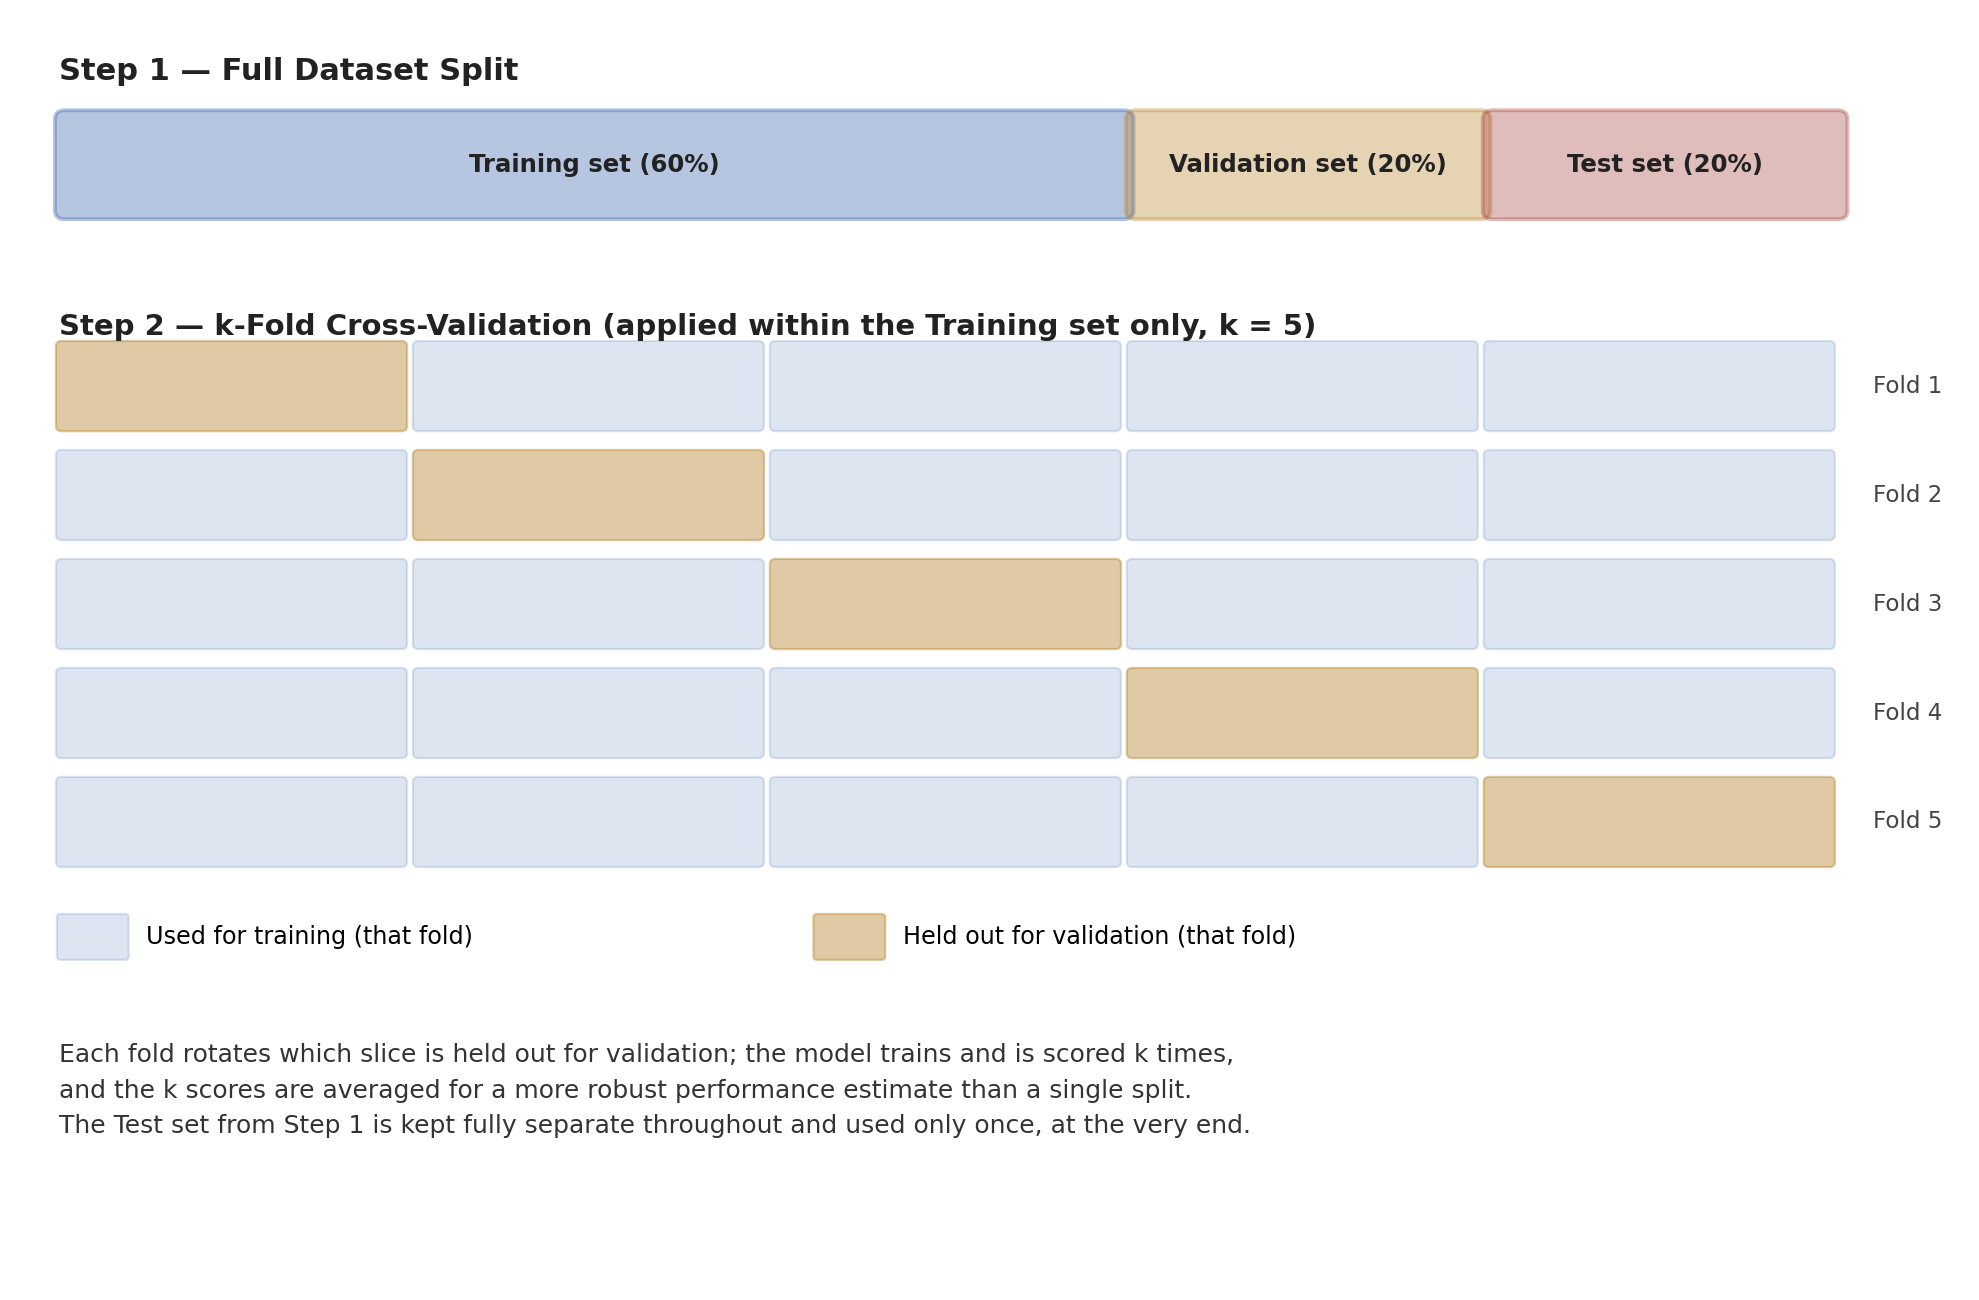 Step 1 — Full Dataset Split
Training set (60%)
Validation set (20%)
Test set (20%)
Step 2 — k-Fold Cross-Validation (applied within the Training set only, k = 5)
Fold 1
Fold 2
Fold 3
Fold 4
Fold 5
Used for training (that fold)
Held out for validation (that fold)
Each fold rotates which slice is held out for validation; the model trains and is scored k times,
and the k scores are averaged for a more robust performance estimate than a single split.
The Test set from Step 1 is kept fully separate throughout and used only once, at the very end.